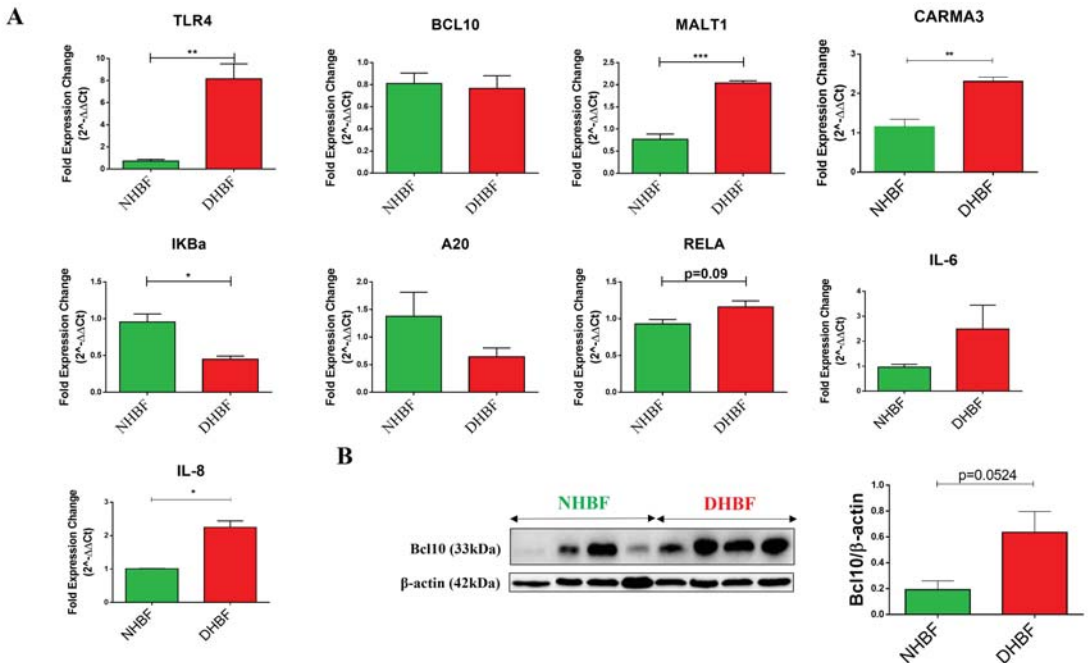 A
TLR4
Fold Expression Change
(2^-ΔΔCt)
10
8
6
4
2
0
**
NHBF
DHBF
BCL10
Fold Expression Change
(2^-ΔΔCt)
1.0
0.8
0.6
0.4
0.2
0.0
NHBF
DHBF
MALT1
Fold Expression Change
(2^-ΔΔCt)
2.5
2.0
1.5
1.0
0.5
0.0
***
NHBF
DHBF
CARMA3
Fold Expression Change
(2^-ΔΔCt)
3
2
1
0
**
NHBF
DHBF
IKBa
Fold Expression Change
(2^-ΔΔCt)
1.5
1.0
0.5
0.0
*
NHBF
DHBF
A20
Fold Expression Change
(2^-ΔΔCt)
2.0
1.5
1.0
0.5
0.0
NHBF
DHBF
RELA
Fold Expression Change
(2^-ΔΔCt)
1.5
1.0
0.5
0.0
p=0.09
NHBF
DHBF
IL-6
Fold Expression Change
(2^-ΔΔCt)
4
3
2
1
0
NHBF
DHBF
IL-8
Fold Expression Change
(2^-ΔΔCt)
3
2
1
0
*
NHBF
DHBF
B
NHBF DHBF
Bcl10 (33kDa)
β-actin (42kDa)
Bcl10/β-actin
1.0
0.8
0.6
0.4
0.2
0.0
p=0.0524
NHBF
DHBF